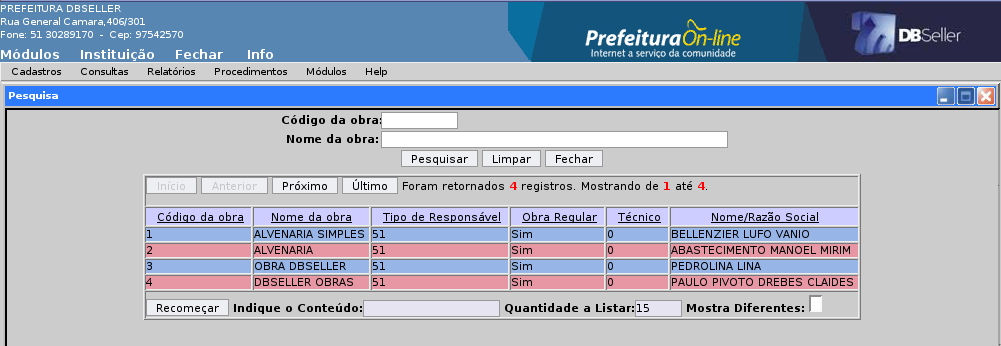 PREFEITURA DBSELLER
Rua General Camara,406/301
Fone: 51 30289170 - Cep: 97542570
PrefeituraOn-line
Internet a serviço da comunidade
DBSeller
Módulos Instituição Fechar Info
Cadastros Consultas Relatórios Procedimentos Módulos Help
Pesquisa
Código da obra:
Nome da obra:
Pesquisar Limpar Fechar
Início Anterior Próximo Último Foram retornados 4 registros. Mostrando de 1 até 4.
Código da obra Nome da obra Tipo de Responsável Obra Regular Técnico Nome/Razão Social
1 ALVENARIA SIMPLES 51 Sim 0 BELLENZIER LUFO VANIO
2 ALVENARIA 51 Sim 0 ABASTECIMENTO MANOEL MIRIM
3 OBRA DBSELLER 51 Sim 0 PEDROLINA LINA
4 DBSELLER OBRAS 51 Sim 0 PAULO PIVOTO DREBES CLAIDES
Recomeçar Indique o Conteúdo: Quantidade a Listar: 15 Mostra Diferentes: